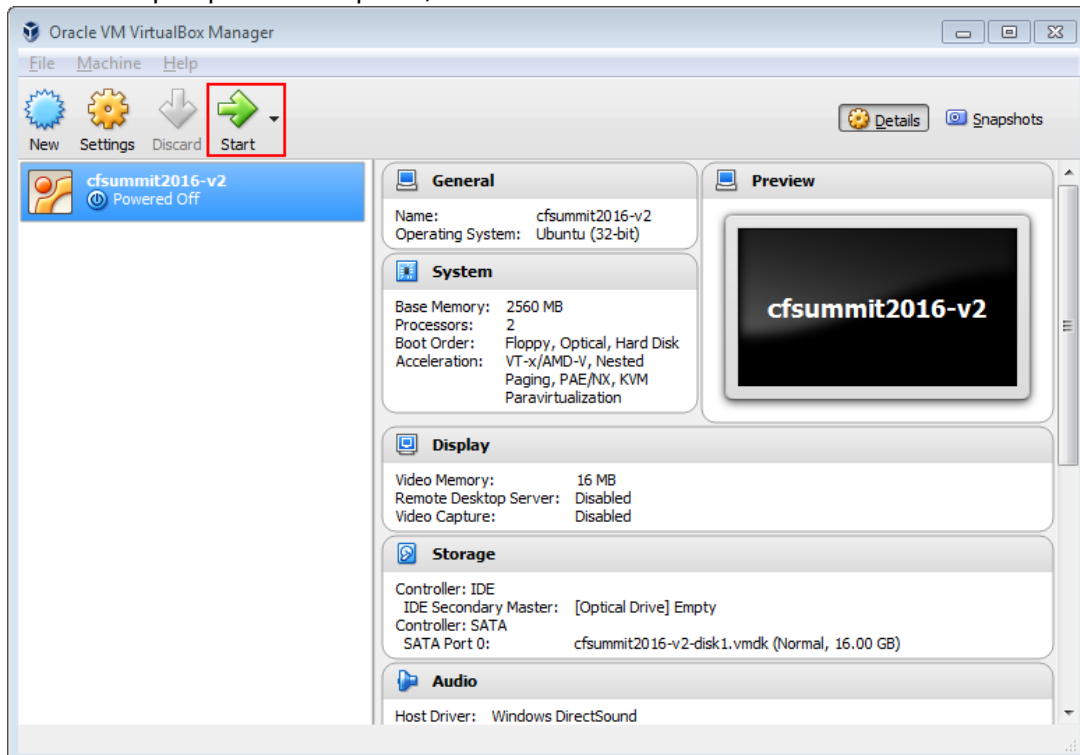 Oracle VM VirtualBox Manager
File Machine Help
New Settings Discard Start
Details Snapshots
cfsummit2016-v2
Powered Off
General
Name: cfsummit2016-v2
Operating System: Ubuntu (32-bit)
System
Base Memory: 2560 MB
Processors: 2
Boot Order: Floppy, Optical, Hard Disk
Acceleration: VT-x/AMD-V, Nested
Paging, PAE/NX, KVM
Paravirtualization
Preview
cfsummit2016-v2
Display
Video Memory: 16 MB
Remote Desktop Server: Disabled
Video Capture: Disabled
Storage
Controller: IDE
IDE Secondary Master: [Optical Drive] Empty
Controller: SATA
SATA Port 0: cfsummit2016-v2-disk1.vmdk (Normal, 16.00 GB)
Audio
Host Driver: Windows DirectSound